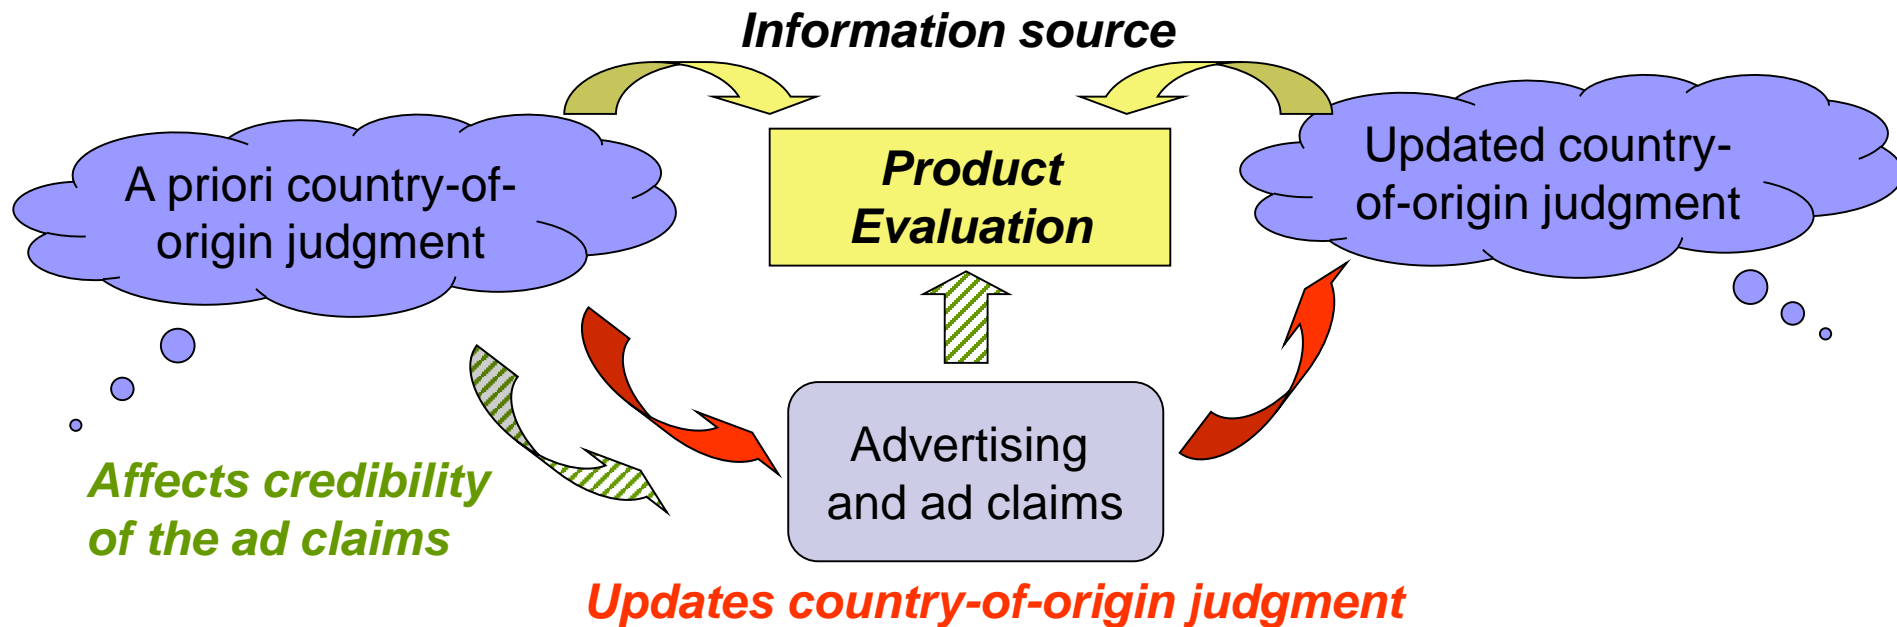 Information source
A priori country-of-
origin judgment
Product
Evaluation
Updated country-
of-origin judgment
Advertising
and ad claims
Affects credibility
of the ad claims
Updates country-of-origin judgment